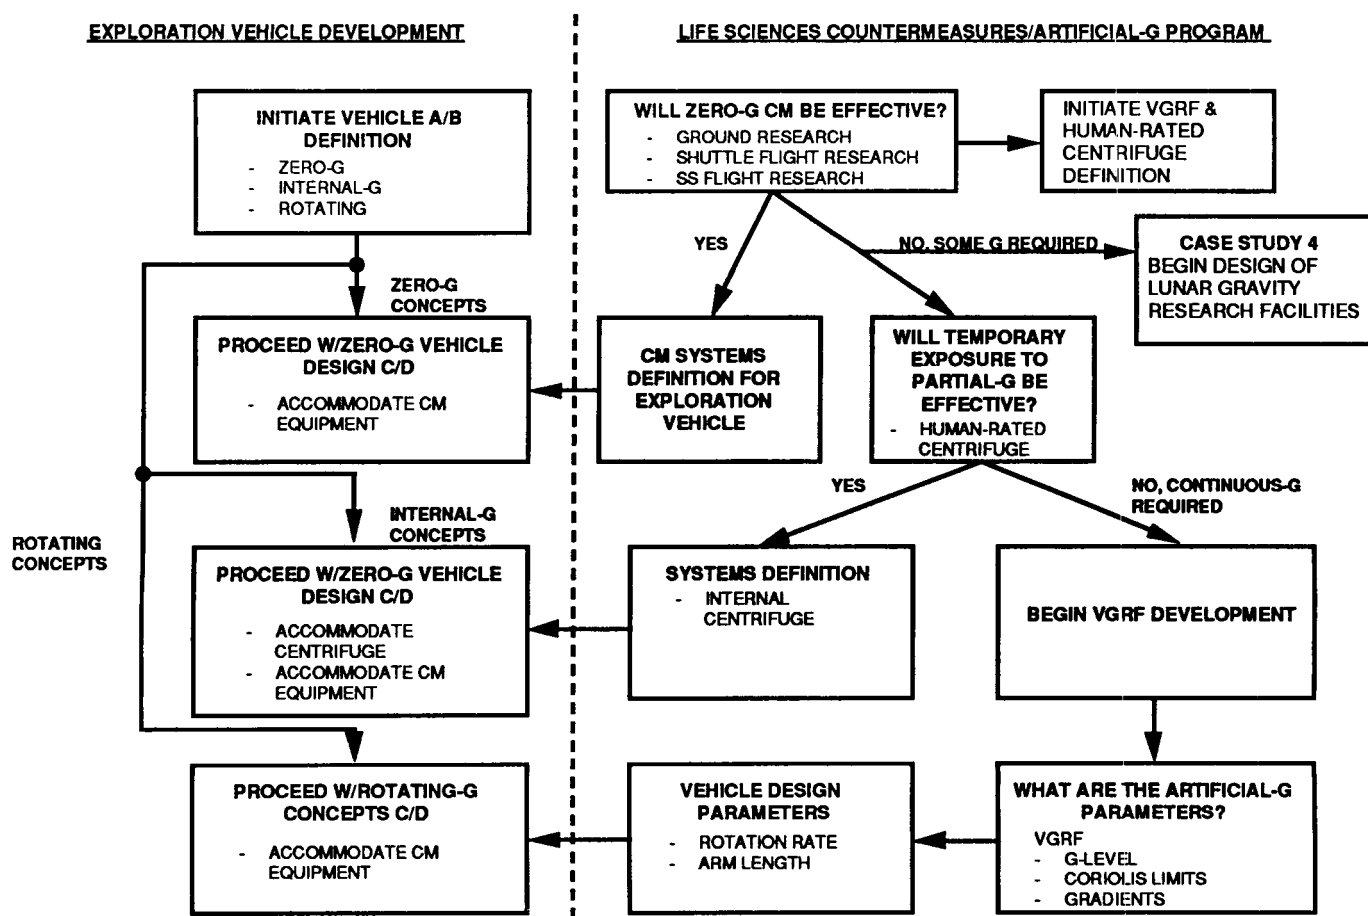 EXPLORATION VEHICLE DEVELOPMENT
LIFE SCIENCES COUNTERMEASURES/ARTIFICIAL-G PROGRAM
INITIATE VEHICLE A/B
DEFINITION
- ZERO-G
- INTERNAL-G
- ROTATING
WILL ZERO-G CM BE EFFECTIVE?
- GROUND RESEARCH
- SHUTTLE FLIGHT RESEARCH
- SS FLIGHT RESEARCH
INITIATE VGRF &
HUMAN-RATED
CENTRIFUGE
DEFINITION
YES
NO, SOME G REQUIRED
CASE STUDY 4
BEGIN DESIGN OF
LUNAR GRAVITY
RESEARCH FACILITIES
ZERO-G
CONCEPTS
PROCEED W/ZERO-G VEHICLE
DESIGN C/D
- ACCOMMODATE CM
EQUIPMENT
CM SYSTEMS
DEFINITION FOR
EXPLORATION
VEHICLE
WILL TEMPORARY
EXPOSURE TO
PARTIAL-G BE
EFFECTIVE?
- HUMAN-RATED
CENTRIFUGE
YES
NO, CONTINUOUS-G
REQUIRED
INTERNAL-G
CONCEPTS
ROTATING
CONCEPTS
PROCEED W/ZERO-G VEHICLE
DESIGN C/D
- ACCOMMODATE
CENTRIFUGE
- ACCOMMODATE CM
EQUIPMENT
SYSTEMS DEFINITION
- INTERNAL
CENTRIFUGE
BEGIN VGRF DEVELOPMENT
PROCEED W/ROTATING-G
CONCEPTS C/D
- ACCOMMODATE CM
EQUIPMENT
VEHICLE DESIGN
PARAMETERS
- ROTATION RATE
- ARM LENGTH
WHAT ARE THE ARTIFICIAL-G
PARAMETERS?
VGRF
- G-LEVEL
- CORIOLIS LIMITS
- GRADIENTS